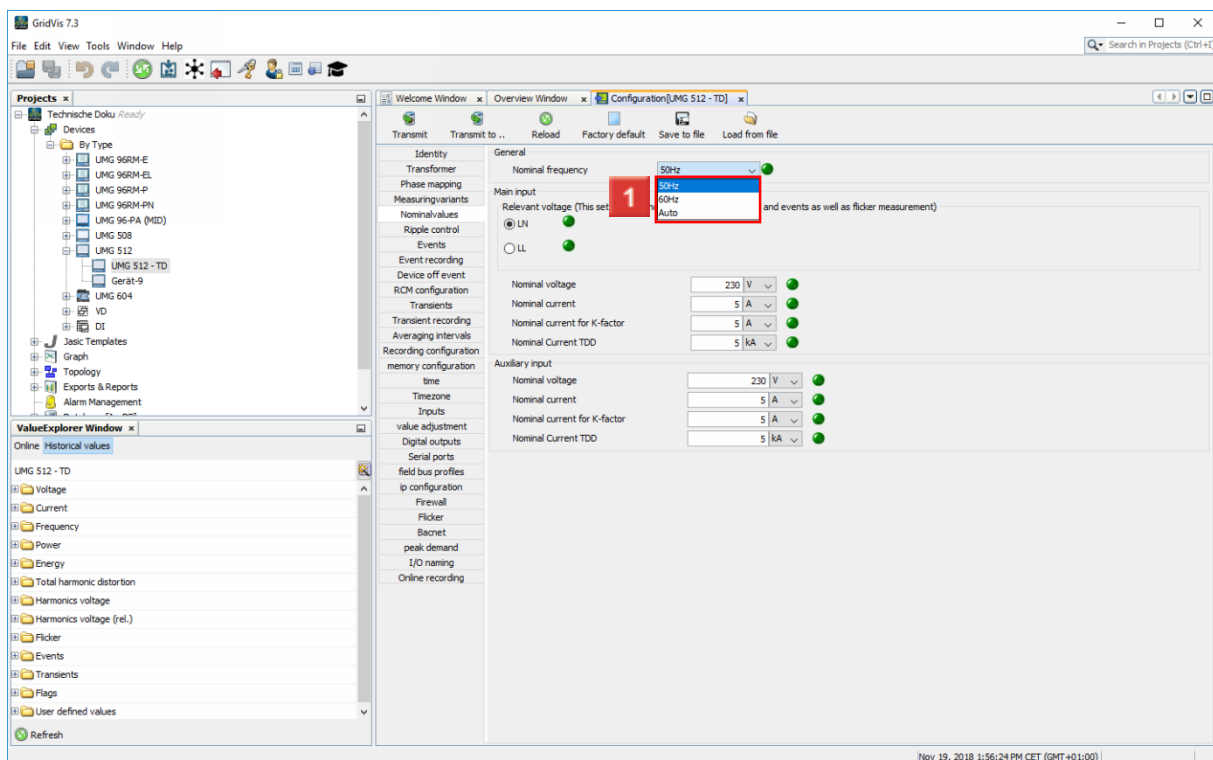 GridVis 7.3
File Edit View Tools Window Help
Search in Projects (Ctrl+I)
Projects
Technische Doku Ready
Devices
By Type
UMG 96RM-E
UMG 96RM-EL
UMG 96RM-P
UMG 96RM-PN
UMG 96-PA (MID)
UMG 508
UMG 512
UMG 512 - TD
Gerät-9
UMG 604
VD
DI
Jasic Templates
Graph
Topology
Exports & Reports
Alarm Management
ValueExplorer Window
Online Historical values
UMG 512 - TD
Voltage
Current
Frequency
Power
Energy
Total harmonic distortion
Harmonics voltage
Harmonics voltage (rel.)
Flicker
Events
Transients
Flags
User defined values
Refresh
Welcome Window Overview Window Configuration[UMG 512 - TD]
Transmit Transmit to .. Reload Factory default Save to file Load from file
Identity
Transformer
Phase mapping
Measuringvariants
Nominalvalues
Ripple control
Events
Event recording
Device off event
RCM configuration
Transients
Transient recording
Averaging intervals
Recording configuration
memory configuration
time
Timezone
Inputs
value adjustment
Digital outputs
Serial ports
field bus profiles
ip configuration
Firewall
Flicker
Bacnet
peak demand
I/O naming
Online recording
General
Nominal frequency 50Hz
50Hz
60Hz
Auto
1
Main input
Relevant voltage (This set and events as well as flicker measurement)
LN
LL
Nominal voltage 230 V
Nominal current 5 A
Nominal current for K-factor 5 A
Nominal Current TDD 5 kA
Auxiliary input
Nominal voltage 230 V
Nominal current 5 A
Nominal current for K-factor 5 A
Nominal Current TDD 5 kA
Nov 19, 2018 1:56:24 PM CET (GMT+01:00)